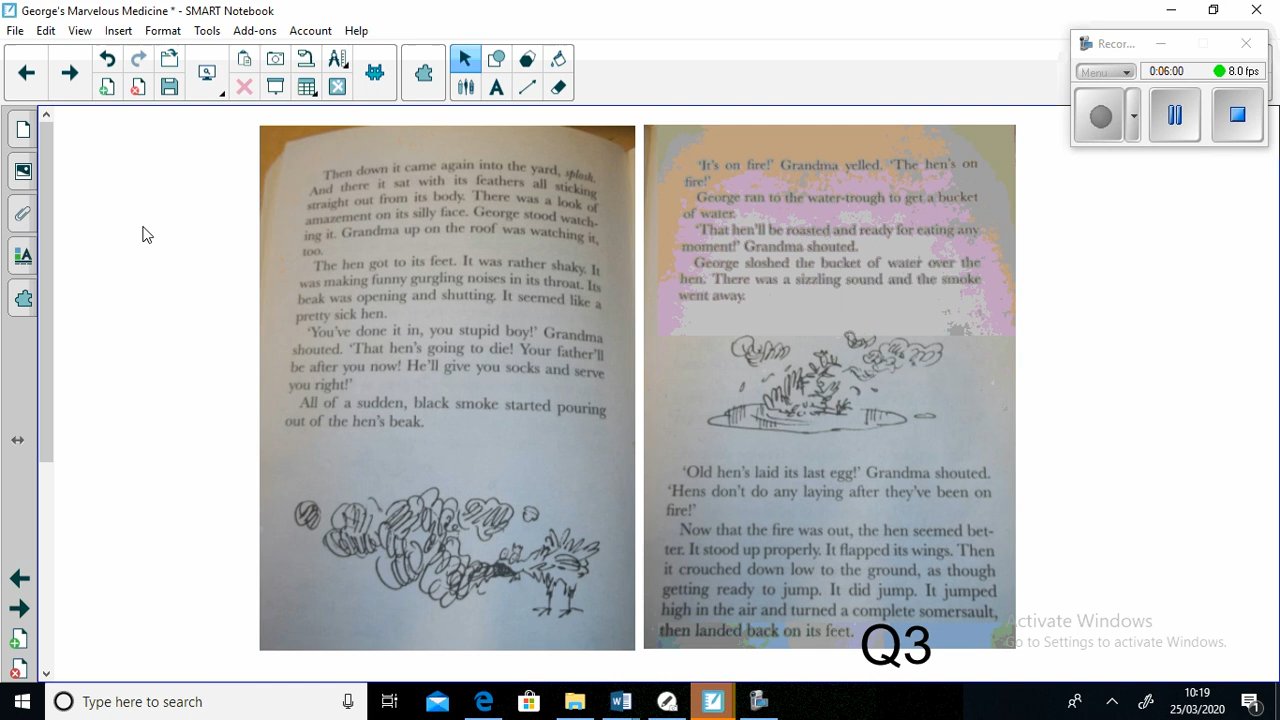 George's Marvelous Medicine * - SMART Notebook
File Edit View Insert Format Tools Add-ons Account Help
Recor...
Menu
0:06:00
8.0 fps
Then down it came again into the yard, splash.
And there it sat with its feathers all sticking
straight out from its body. There was a look of
amazement on its silly face. George stood watch-
ing it. Grandma up on the roof was watching it,
too.
The hen got to its feet. It was rather shaky. It
was making funny gurgling noises in its throat. Its
beak was opening and shutting. It seemed like a
pretty sick hen.
'You've done it in, you stupid boy!' Grandma
shouted. 'That hen's going to die! Your father'll
be after you now! He'll give you socks and serve
you right!'
All of a sudden, black smoke started pouring
out of the hen's beak.
'It's on fire!' Grandma yelled. 'The hen's on
fire!'
George ran to the water-trough to get a bucket
of water.
'That hen'll be roasted and ready for eating any
moment!' Grandma shouted.
George sloshed the bucket of water over the
hen. There was a sizzling sound and the smoke
went away.
'Old hen's laid its last egg!' Grandma shouted.
'Hens don't do any laying after they've been on
fire!'
Now that the fire was out, the hen seemed bet-
ter. It stood up properly. It flapped its wings. Then
it crouched down low to the ground, as though
getting ready to jump. It did jump. It jumped
high in the air and turned a complete somersault,
then landed back on its feet.
Q3
Activate Windows
Go to Settings to activate Windows.
Type here to search
10:19
25/03/2020
1